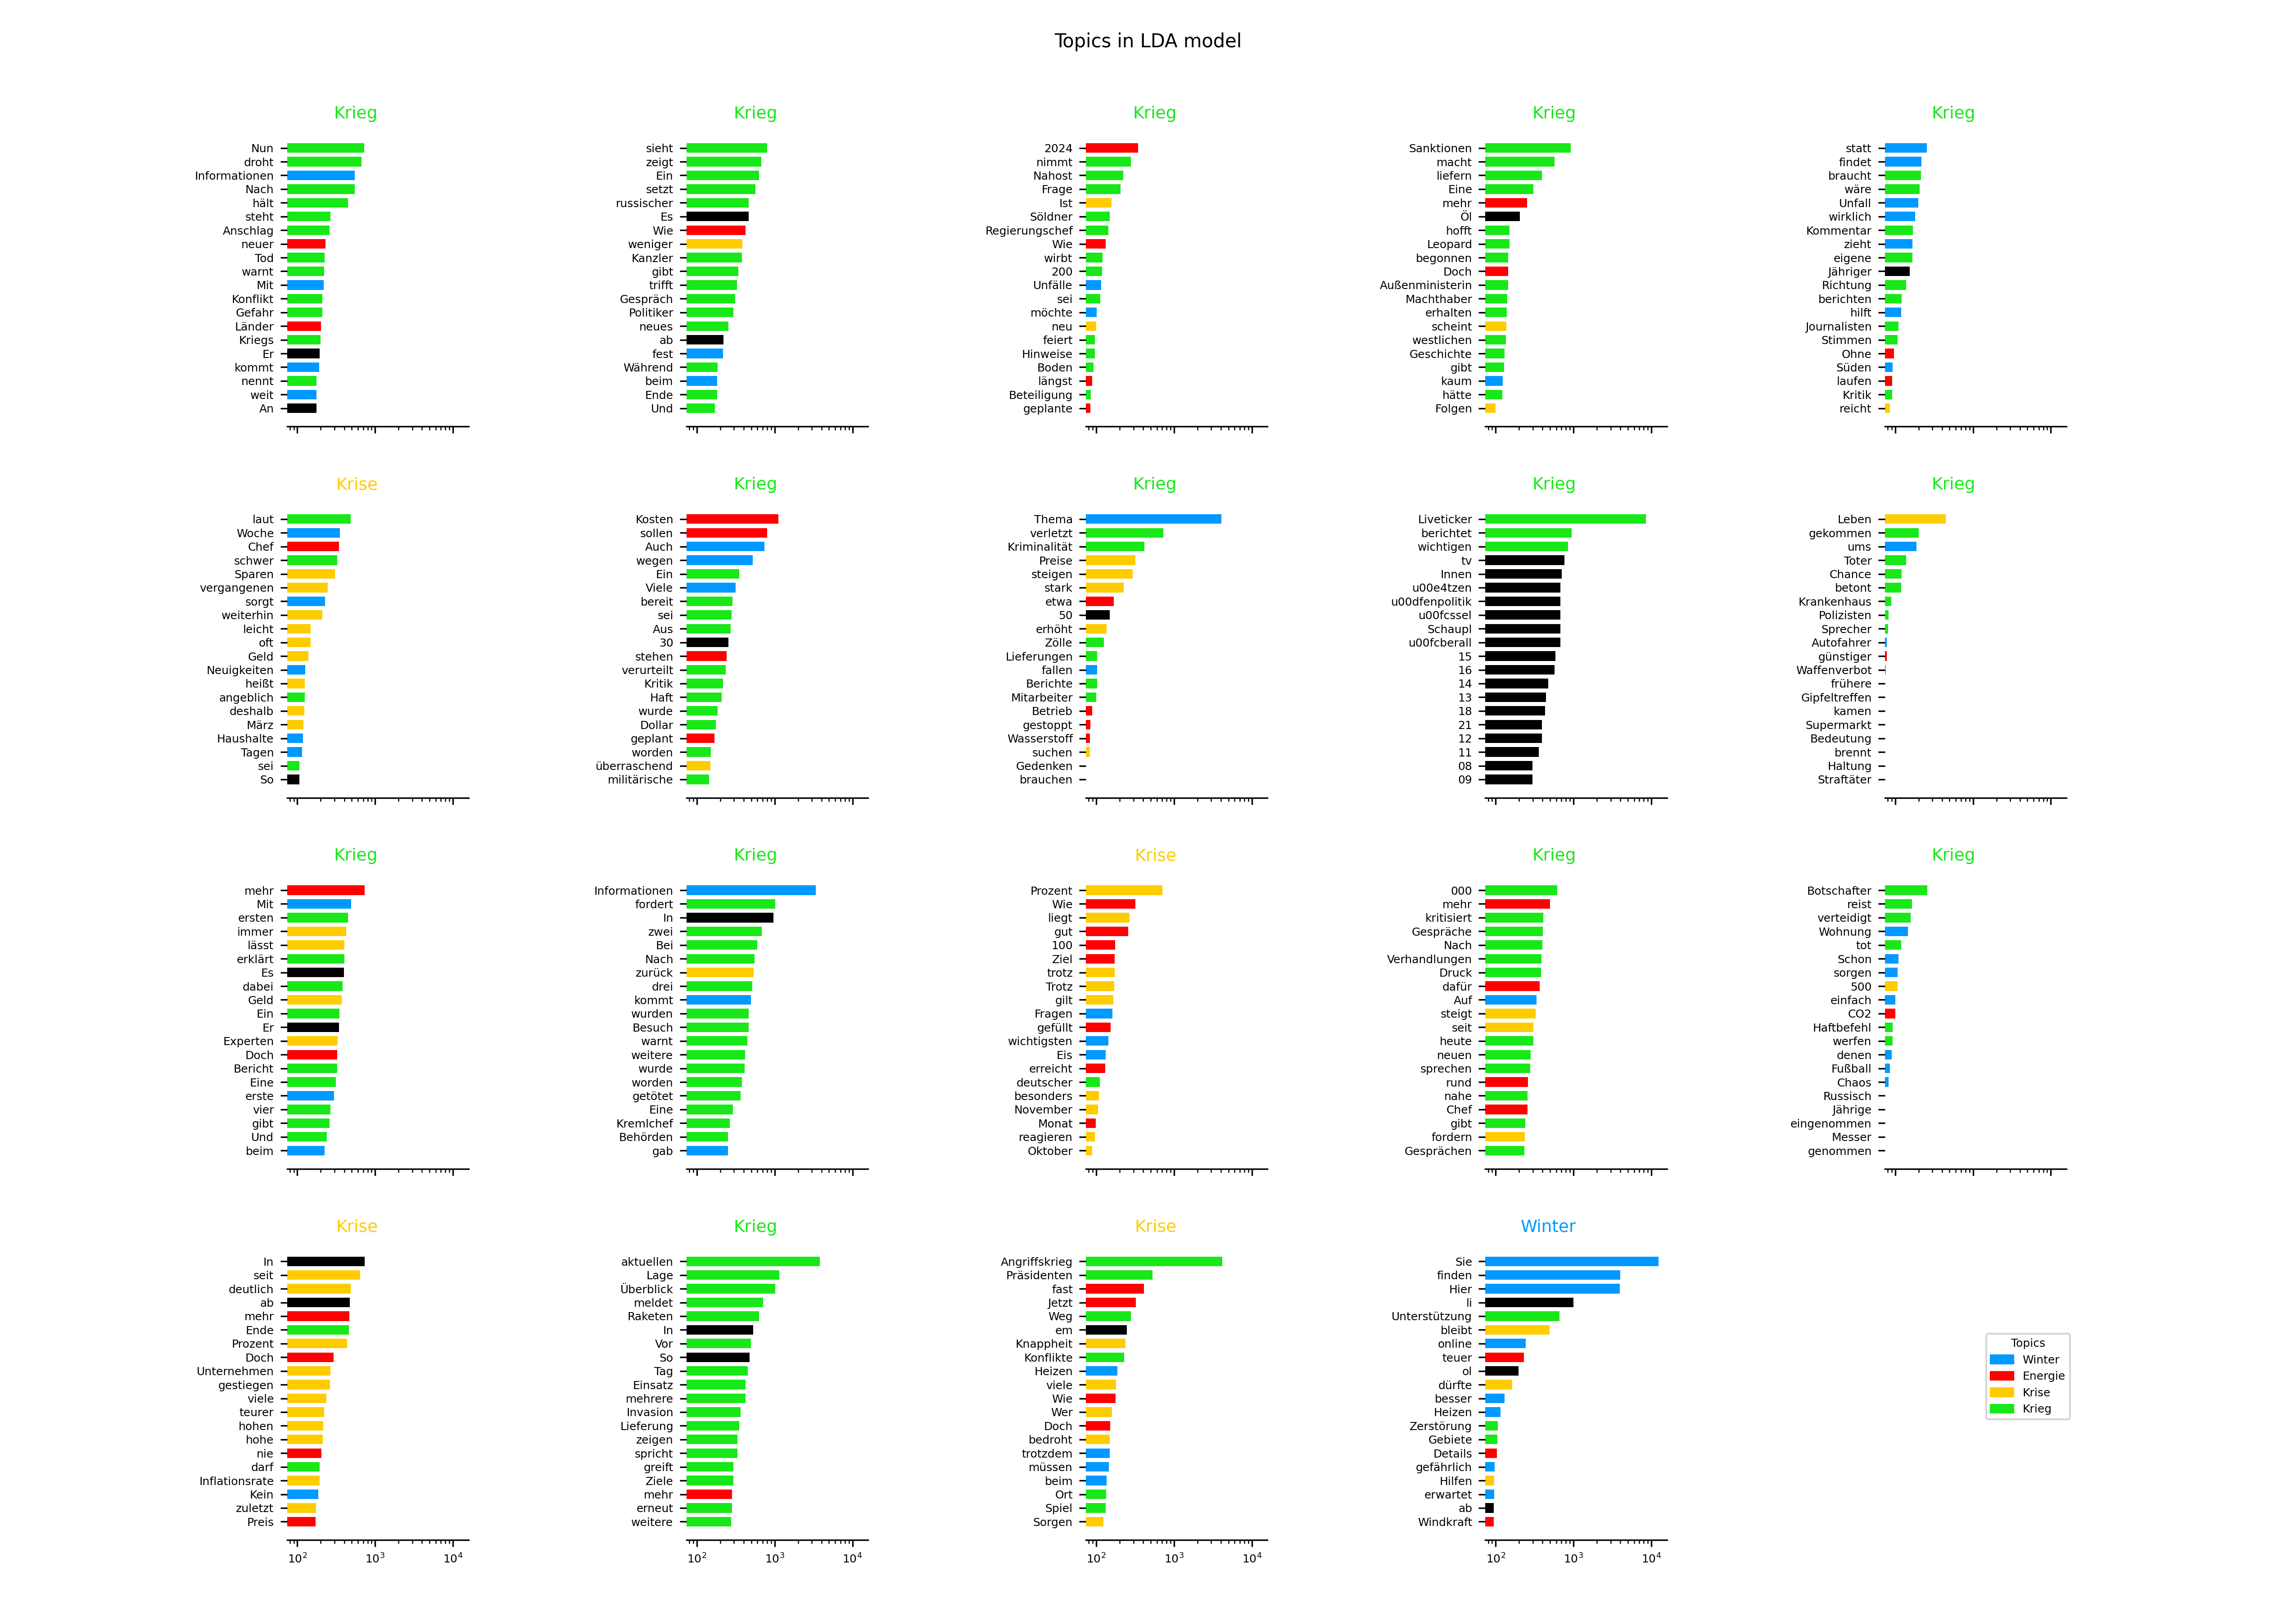 Topics in LDA model
Krieg
Nun
droht
Informationen
Nach
hält
steht
Anschlag
neuer
Tod
warnt
Mit
Konflikt
Gefahr
Länder
Kriegs
Er
kommt
nennt
weit
An
Krieg
sieht
zeigt
Ein
setzt
russischer
Es
Wie
weniger
Kanzler
gibt
trifft
Gespräch
Politiker
neues
ab
fest
Während
beim
Ende
Und
Krieg
2024
nimmt
Nahost
Frage
Ist
Söldner
Regierungschef
Wie
wirbt
200
Unfälle
sei
möchte
neu
feiert
Hinweise
Boden
längst
Beteiligung
geplante
Krieg
Sanktionen
macht
liefern
Eine
mehr
Öl
hofft
Leopard
begonnen
Doch
Außenministerin
Machthaber
erhalten
scheint
westlichen
Geschichte
gibt
kaum
hätte
Folgen
Krieg
statt
findet
braucht
wäre
Unfall
wirklich
Kommentar
zieht
eigene
Jähriger
Richtung
berichten
hilft
Journalisten
Stimmen
Ohne
Süden
laufen
Kritik
reicht
Krise
laut
Woche
Chef
schwer
Sparen
vergangenen
sorgt
weiterhin
leicht
oft
Geld
Neuigkeiten
heißt
angeblich
deshalb
März
Haushalte
Tagen
sei
So
Krieg
Kosten
sollen
Auch
wegen
Ein
Viele
bereit
sei
Aus
30
stehen
verurteilt
Kritik
Haft
wurde
Dollar
geplant
worden
überraschend
militärische
Krieg
Thema
verletzt
Kriminalität
Preise
steigen
stark
etwa
50
erhöht
Zölle
Lieferungen
fallen
Berichte
Mitarbeiter
Betrieb
gestoppt
Wasserstoff
suchen
Gedenken
brauchen
Krieg
Liveticker
berichtet
wichtigen
tv
Innen
u00e4tzen
u00dfenpolitik
u00fcssel
Schaupl
u00fcberall
15
16
14
13
18
21
12
11
08
09
Krieg
Leben
gekommen
ums
Toter
Chance
betont
Krankenhaus
Polizisten
Sprecher
Autofahrer
günstiger
Waffenverbot
frühere
Gipfeltreffen
kamen
Supermarkt
Bedeutung
brennt
Haltung
Straftäter
Krieg
mehr
Mit
ersten
immer
lässt
erklärt
Es
dabei
Geld
Ein
Er
Experten
Doch
Bericht
Eine
erste
vier
gibt
Und
beim
Krieg
Informationen
fordert
In
zwei
Bei
Nach
zurück
drei
kommt
wurden
Besuch
warnt
weitere
wurde
worden
getötet
Eine
Kremlchef
Behörden
gab
Krise
Prozent
Wie
liegt
gut
100
Ziel
trotz
Trotz
gilt
Fragen
gefüllt
wichtigsten
Eis
erreicht
deutscher
besonders
November
Monat
reagieren
Oktober
Krieg
000
mehr
kritisiert
Gespräche
Nach
Verhandlungen
Druck
dafür
Auf
steigt
seit
heute
neuen
sprechen
rund
nahe
Chef
gibt
fordern
Gesprächen
Krieg
Botschafter
reist
verteidigt
Wohnung
tot
Schon
sorgen
500
einfach
CO2
Haftbefehl
werfen
denen
Fußball
Chaos
Russisch
Jährige
eingenommen
Messer
genommen
Krise
In
seit
deutlich
ab
mehr
Ende
Prozent
Doch
Unternehmen
gestiegen
viele
teurer
hohen
hohe
nie
darf
Inflationsrate
Kein
zuletzt
Preis
10² 10³ 10⁴
Krieg
aktuellen
Lage
Überblick
meldet
Raketen
In
Vor
So
Tag
Einsatz
mehrere
Invasion
Lieferung
zeigen
spricht
greift
Ziele
mehr
erneut
weitere
10² 10³ 10⁴
Krise
Angriffskrieg
Präsidenten
fast
Jetzt
Weg
em
Knappheit
Konflikte
Heizen
viele
Wie
Wer
Doch
bedroht
trotzdem
müssen
beim
Ort
Spiel
Sorgen
10² 10³ 10⁴
Winter
Sie
finden
Hier
li
Unterstützung
bleibt
online
teuer
ol
dürfte
besser
Heizen
Zerstörung
Gebiete
Details
gefährlich
Hilfen
erwartet
ab
Windkraft
10² 10³ 10⁴
Topics
Winter
Energie
Krise
Krieg